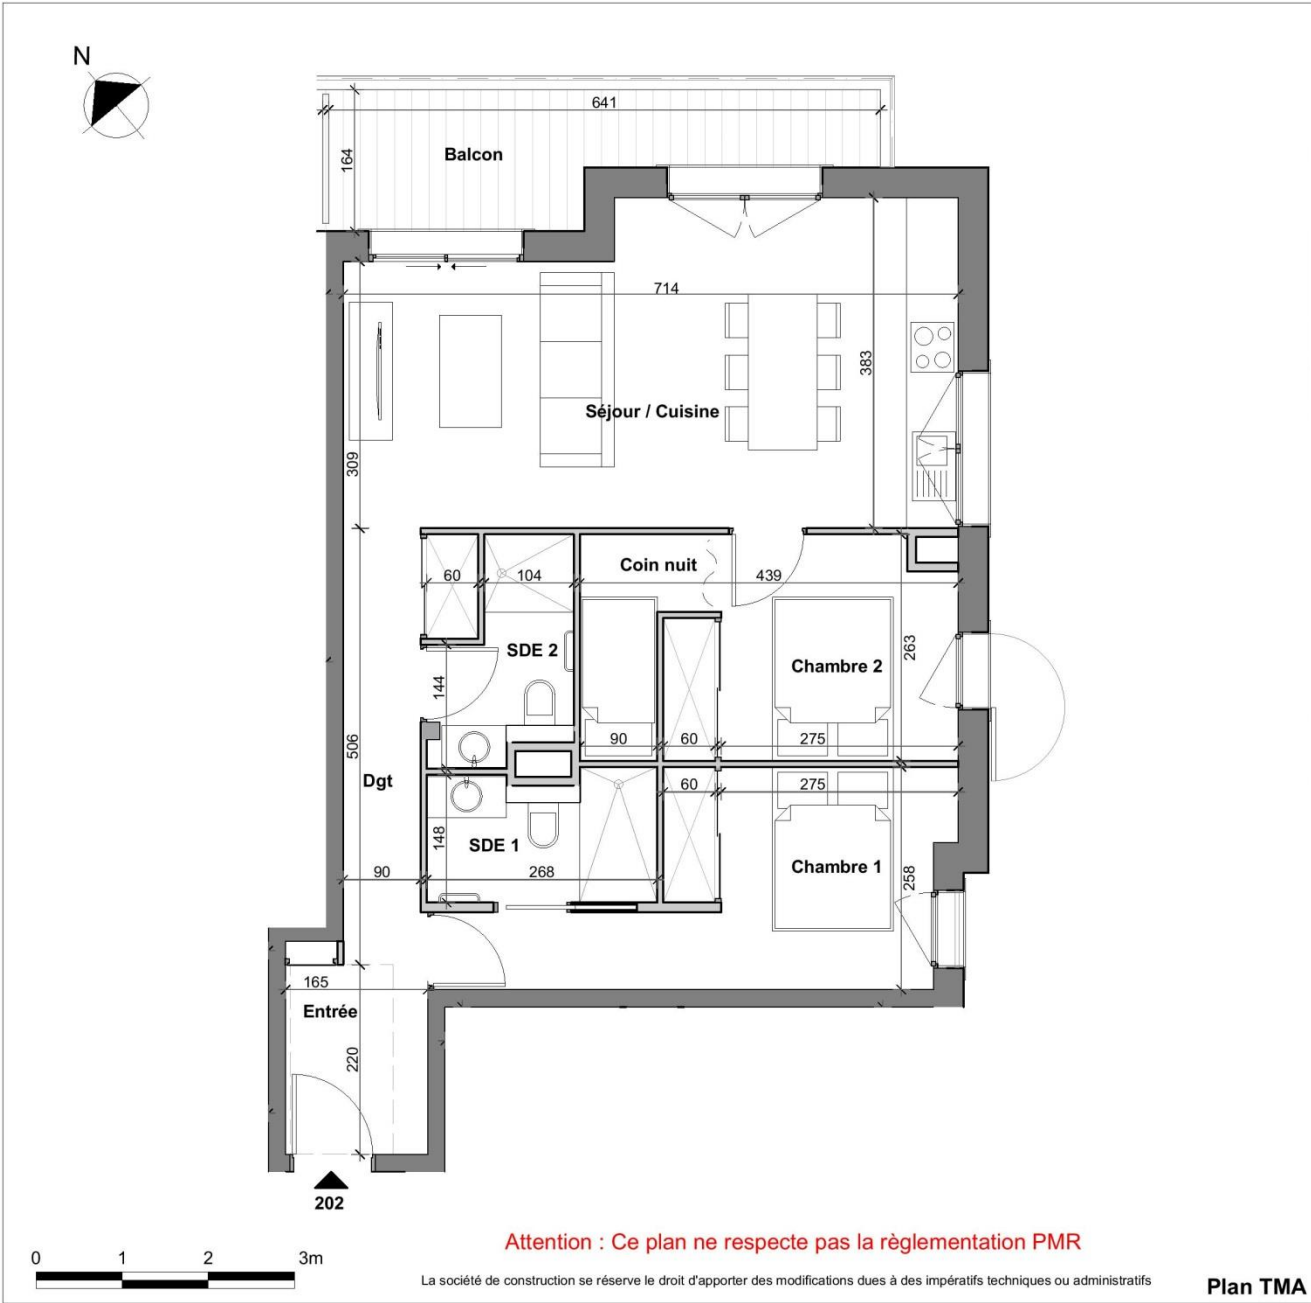 N
641
164
Balcon
714
383
Séjour / Cuisine
309
Coin nuit
60
104
439
SDE 2
263
Chambre 2
144
506
90
60
275
Dgt
60
275
148
SDE 1
Chambre 1
90
268
258
165
Entrée
220
202
Attention : Ce plan ne respecte pas la règlementation PMR
0 1 2 3m
La société de construction se réserve le droit d'apporter des modifications dues à des impératifs techniques ou administratifs
Plan TMA